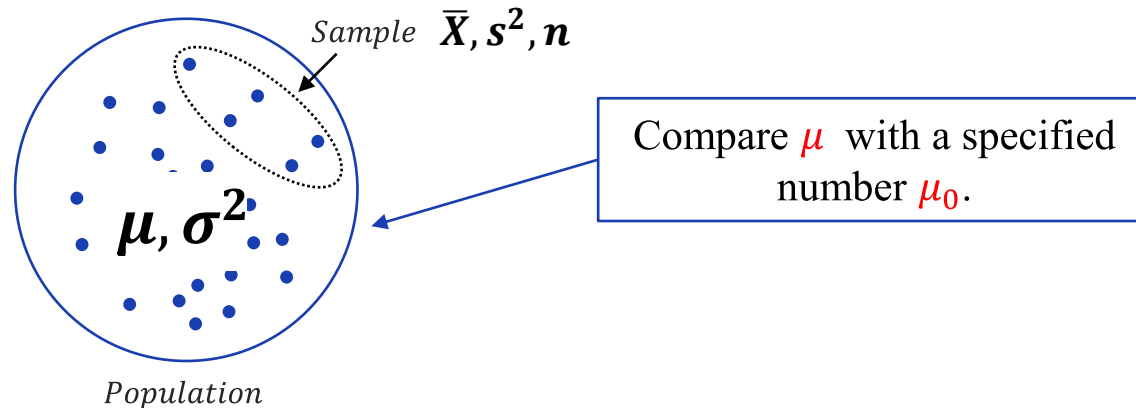 Sample X̄, s², n
Compare μ with a specified
number μ₀.
μ, σ²
Population